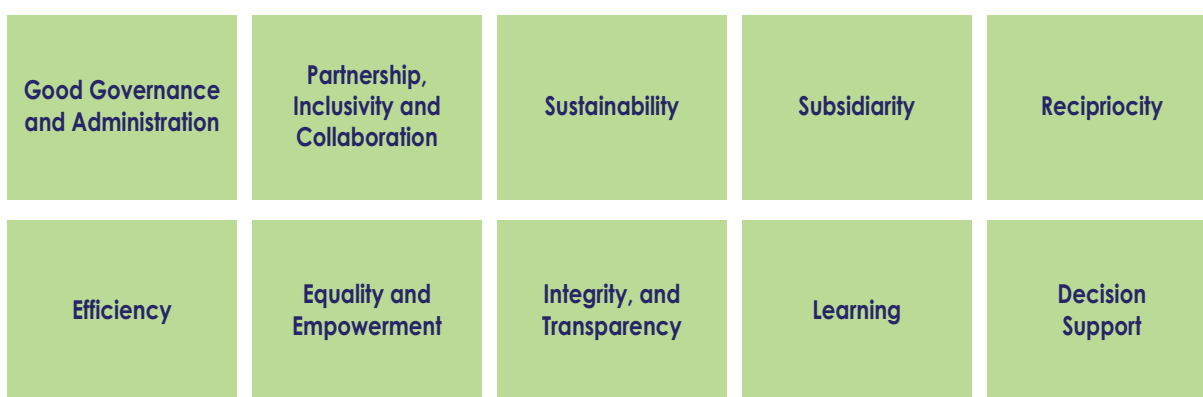 Good Governance
and Administration
Partnership,
Inclusivity and
Collaboration
Sustainability
Subsidiarity
Recipriocity
Efficiency
Equality and
Empowerment
Integrity, and
Transparency
Learning
Decision
Support